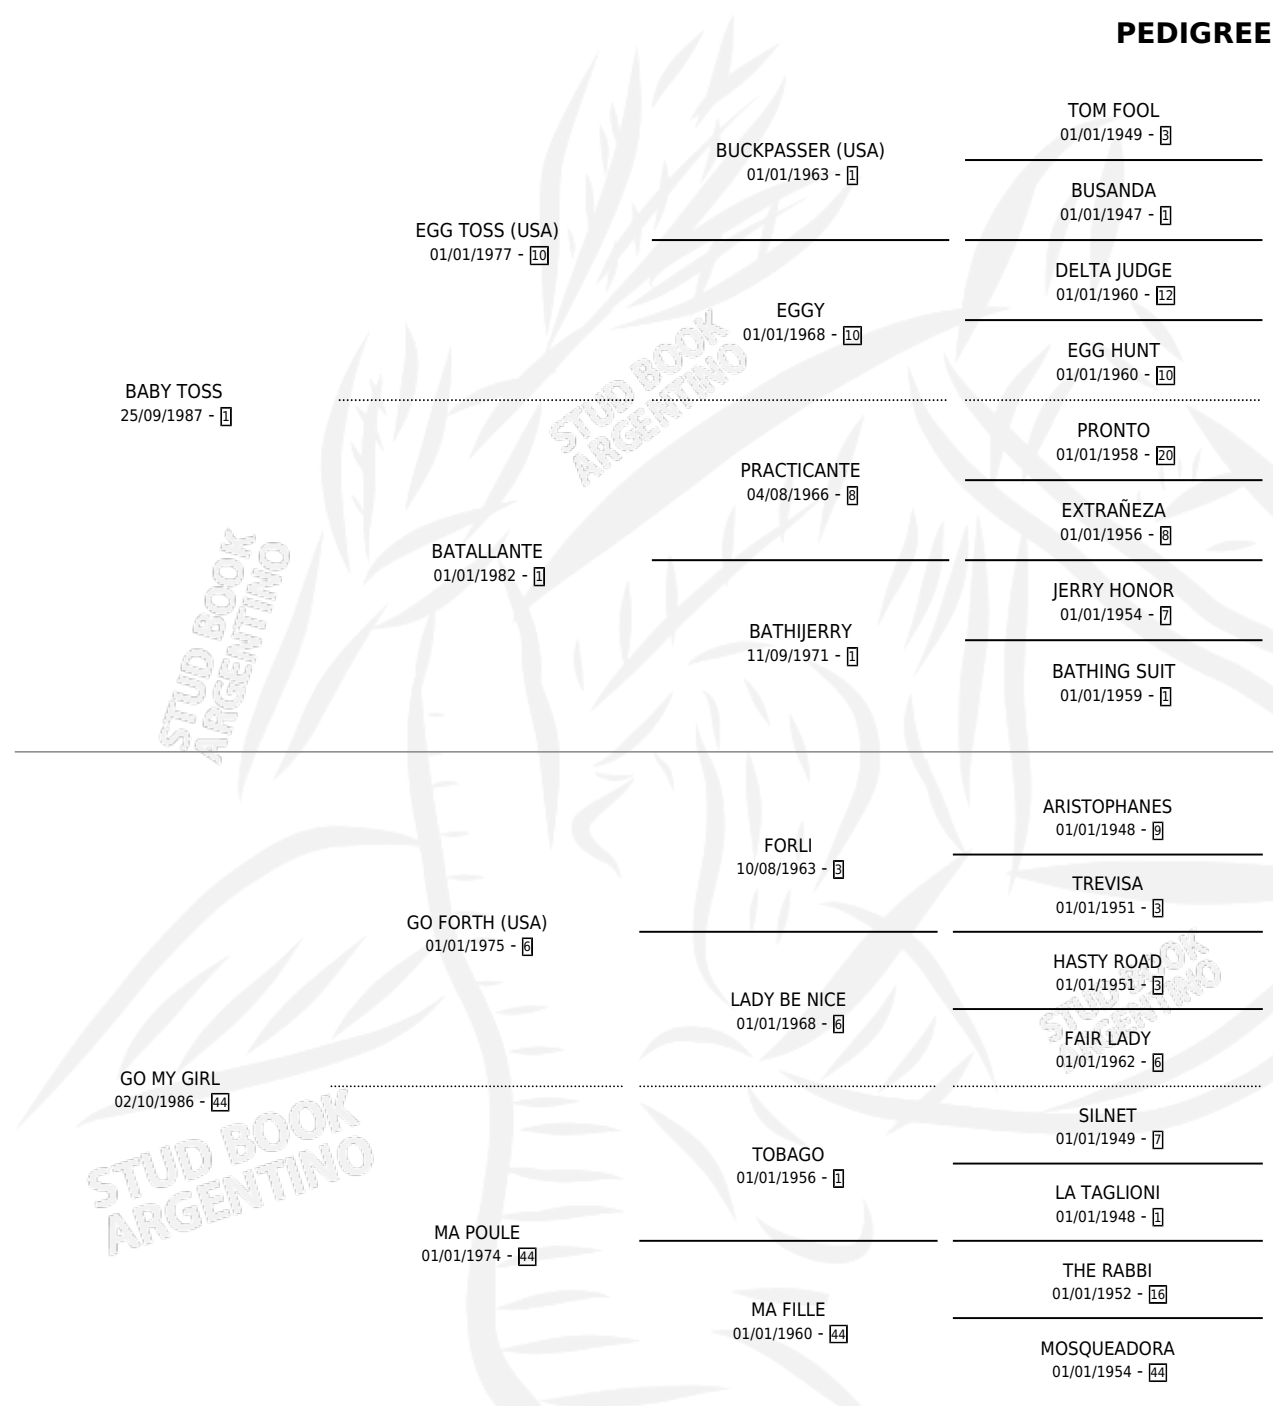 PEDIGREE
TOM FOOL
01/01/1949 - 3
BUCKPASSER (USA)
01/01/1963 - 1
BUSANDA
01/01/1947 - 1
EGG TOSS (USA)
01/01/1977 - 10
DELTA JUDGE
01/01/1960 - 12
EGGY
01/01/1968 - 10
EGG HUNT
01/01/1960 - 10
BABY TOSS
25/09/1987 - 1
PRONTO
01/01/1958 - 20
PRACTICANTE
04/08/1966 - 8
EXTRAÑEZA
01/01/1956 - 8
BATALLANTE
01/01/1982 - 1
JERRY HONOR
01/01/1954 - 7
BATHIJERRY
11/09/1971 - 1
BATHING SUIT
01/01/1959 - 1
STUD BOOK
ARGENTINO
STUD BOOK
ARGENTINO
ARISTOPHANES
01/01/1948 - 9
FORLI
10/08/1963 - 3
TREVISA
01/01/1951 - 3
GO FORTH (USA)
01/01/1975 - 6
HASTY ROAD
01/01/1951 - 3
LADY BE NICE
01/01/1968 - 6
FAIR LADY
01/01/1962 - 6
GO MY GIRL
02/10/1986 - 44
SILNET
01/01/1949 - 7
TOBAGO
01/01/1956 - 1
LA TAGLIONI
01/01/1948 - 1
MA POULE
01/01/1974 - 44
THE RABBI
01/01/1952 - 16
MA FILLE
01/01/1960 - 44
MOSQUEADORA
01/01/1954 - 44
STUD BOOK
ARGENTINO
STUD BOOK
ARGENTINO